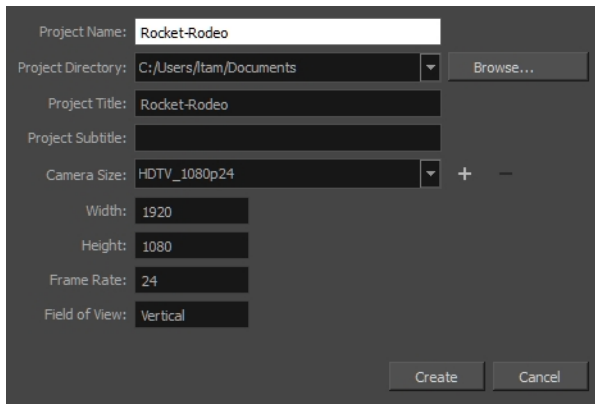 Project Name: Rocket-Rodeo
Project Directory: C:/Users/ltam/Documents Browse...
Project Title: Rocket-Rodeo
Project Subtitle:
Camera Size: HDTV_1080p24 + −
Width: 1920
Height: 1080
Frame Rate: 24
Field of View: Vertical
Create Cancel